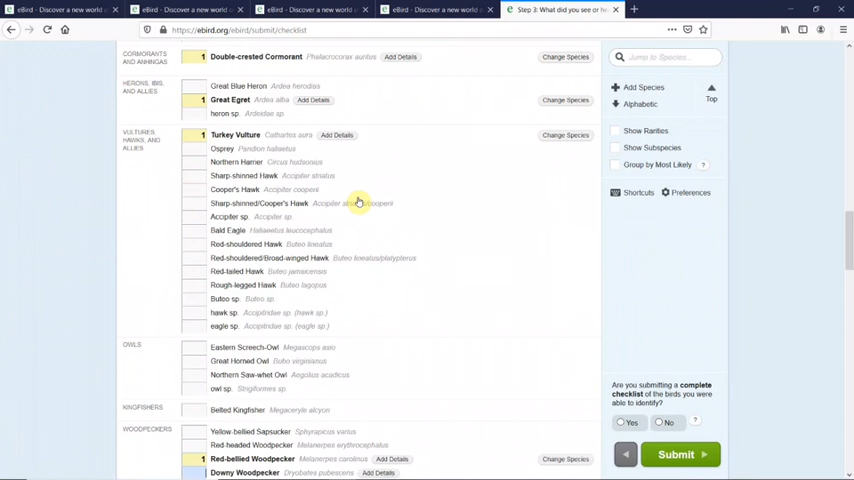 eBird - Discover a new world o
eBird - Discover a new world o
eBird - Discover a new world o
eBird - Discover a new world o
Step 3: What did you see or he
https://ebird.org/ebird/submit/checklist
CORMORANTS AND ANHINGAS
1 Double-crested Cormorant Phalacrocorax auritus Add Details Change Species
HERONS, IBIS, AND ALLIES
Great Blue Heron Ardea herodias
1 Great Egret Ardea alba Add Details Change Species
heron sp. Ardeidae sp
VULTURES, HAWKS, AND ALLIES
1 Turkey Vulture Cathartes aura Add Details Change Species
Osprey Pandion haliaetus
Northern Harrier Circus hudsonius
Sharp-shinned Hawk Accipiter striatus
Cooper's Hawk Accipiter cooperii
Sharp-shinned/Cooper's Hawk Accipiter striatus/cooperii
Accipiter sp. Accipiter sp.
Bald Eagle Haliaeetus leucocephalus
Red-shouldered Hawk Buteo lineatus
Red-shouldered/Broad-winged Hawk Buteo lineatus/platypterus
Red-tailed Hawk Buteo jamaicensis
Rough-legged Hawk Buteo lagopus
Buteo sp. Buteo sp.
hawk sp. Accipitridae sp. (hawk sp.)
eagle sp. Accipitridae sp. (eagle sp.)
OWLS
Eastern Screech-Owl Megascops asio
Great Horned Owl Bubo virginianus
Northern Saw-whet Owl Aegolius acadicus
owl sp. Strigiformes sp.
KINGFISHERS
Belted Kingfisher Megaceryle alcyon
WOODPECKERS
Yellow-bellied Sapsucker Sphyrapicus varius
Red-headed Woodpecker Melanerpes erythrocephalus
1 Red-bellied Woodpecker Melanerpes carolinus Add Details Change Species
Downy Woodpecker Dryobates pubescens Add Details
Jump to Species...
Add Species
Alphabetic
Top
Show Rarities
Show Subspecies
Group by Most Likely ?
Shortcuts Preferences
Are you submitting a complete
checklist of the birds you were
able to identify?
Yes No ?
Submit